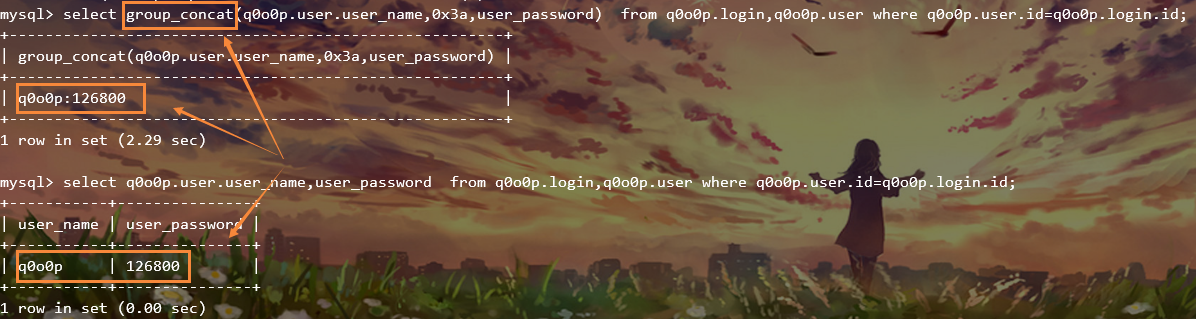 mysql> select group_concat(q0o0p.user.user_name,0x3a,user_password)  from q0o0p.login,q0o0p.user where q0o0p.user.id=q0o0p.login.id;
+-----------------------------------------------------+
| group_concat(q0o0p.user.user_name,0x3a,user_password) |
+-----------------------------------------------------+
| q0o0p:126800                                          |
+-----------------------------------------------------+
1 row in set (2.29 sec)
mysql> select q0o0p.user.user_name,user_password  from q0o0p.login,q0o0p.user where q0o0p.user.id=q0o0p.login.id;
+-----------+---------------+
| user_name | user_password |
+-----------+---------------+
| q0o0p     | 126800        |
+-----------+---------------+
1 row in set (0.00 sec)